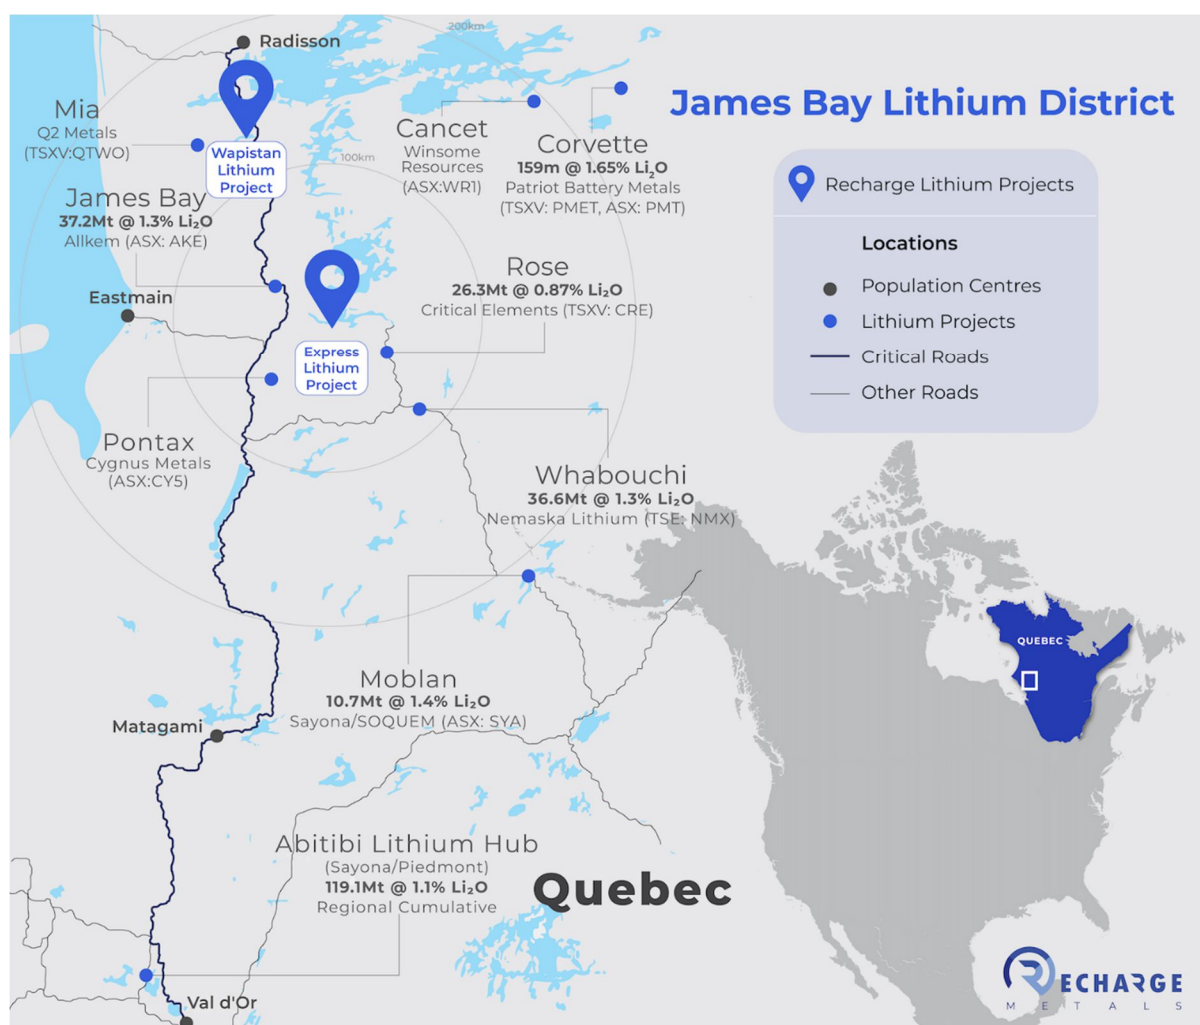 200km
Radisson
James Bay Lithium District
Mia
Q2 Metals
(TSXV:QTWO)
Cancet
Winsome
Resources
(ASX:WR1)
Corvette
159m @ 1.65% Li₂O
Patriot Battery Metals
(TSXV: PMET, ASX: PMT)
Wapistan
Lithium
Project
100km
James Bay
37.2Mt @ 1.3% Li₂O
Allkem (ASX: AKE)
Recharge Lithium Projects
Locations
Population Centres
Lithium Projects
Critical Roads
Other Roads
Eastmain
Rose
26.3Mt @ 0.87% Li₂O
Critical Elements (TSXV: CRE)
Express
Lithium
Project
Pontax
Cygnus Metals
(ASX:CY5)
Whabouchi
36.6Mt @ 1.3% Li₂O
Nemaska Lithium (TSE: NMX)
QUEBEC
Moblan
10.7Mt @ 1.4% Li₂O
Sayona/SOQUEM (ASX: SYA)
Matagami
Abitibi Lithium Hub
(Sayona/Piedmont)
119.1Mt @ 1.1% Li₂O
Regional Cumulative
Quebec
Val d'Or
RECHARGE
METALS